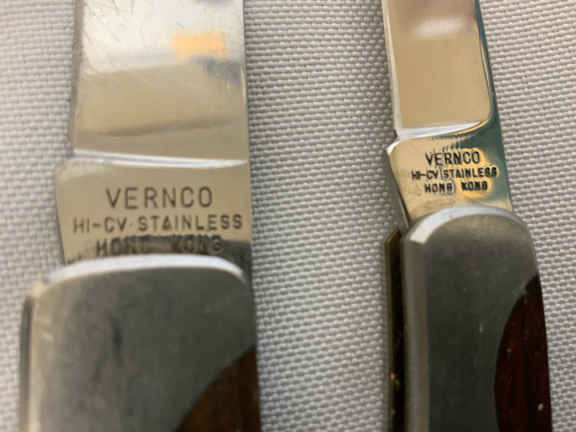 VERNCO
HI-CV·STAINLESS
HONG KONG
VERNCO
HI-CV STAINLESS
HONG KONG